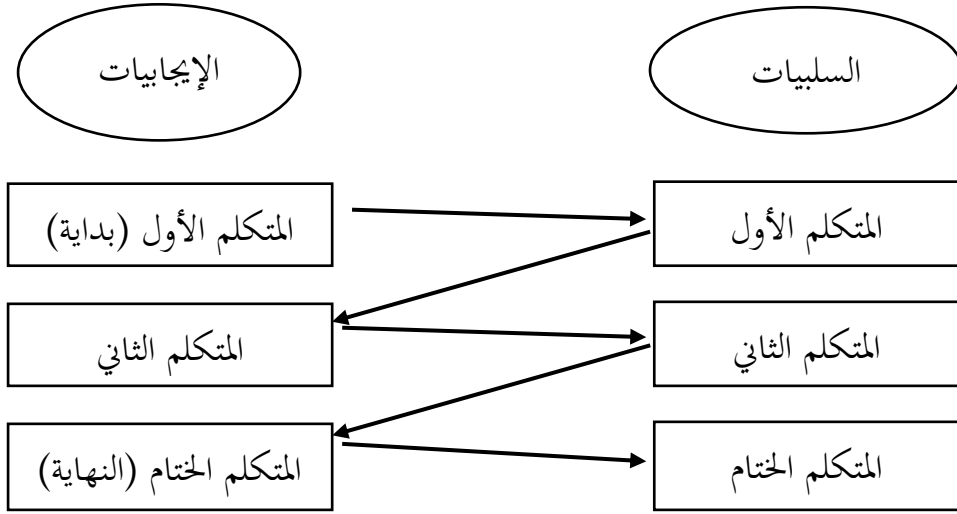 السلبيات
الإيجابيات
المتكلم الأول
المتكلم الأول (بداية)
المتكلم الثاني
المتكلم الثاني
المتكلم الختام
المتكلم الختام (النهاية)